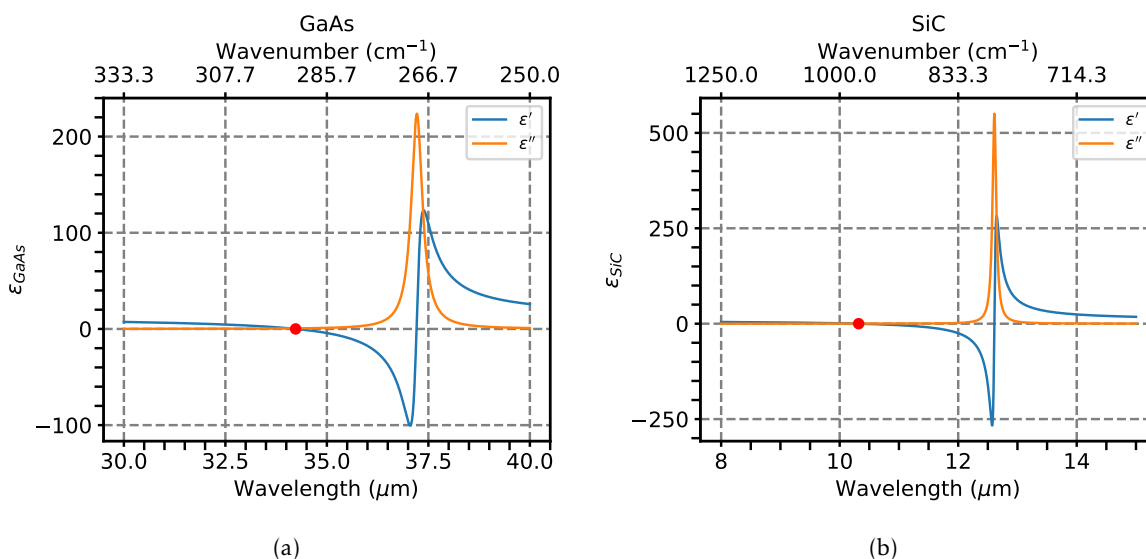 GaAs
Wavenumber (cm⁻¹)
333.3 307.7 285.7 266.7 250.0
200
100
0
−100
ε_GaAs
ε′
ε″
30.0 32.5 35.0 37.5 40.0
Wavelength (μm)
(a)
SiC
Wavenumber (cm⁻¹)
1250.0 1000.0 833.3 714.3
500
250
0
−250
ε_SiC
ε′
ε″
8 10 12 14
Wavelength (μm)
(b)